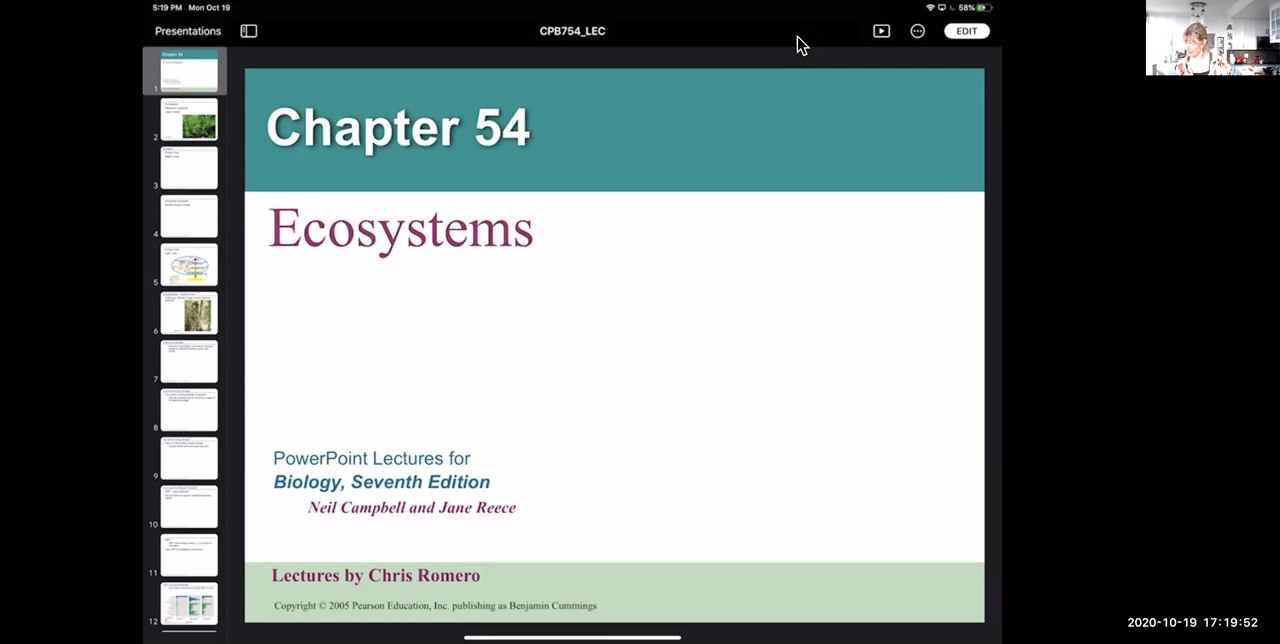 5:19 PM Mon Oct 19
58%
Presentations
CPB754_LEC
EDIT
Chapter 54
Ecosystems
PowerPoint Lectures for
Biology, Seventh Edition
Neil Campbell and Jane Reece
Lectures by Chris Romero
Copyright © 2005 Pearson Education, Inc. publishing as Benjamin Cummings
1
2
3
4
5
6
7
8
9
10
11
12
2020-10-19 17:19:52